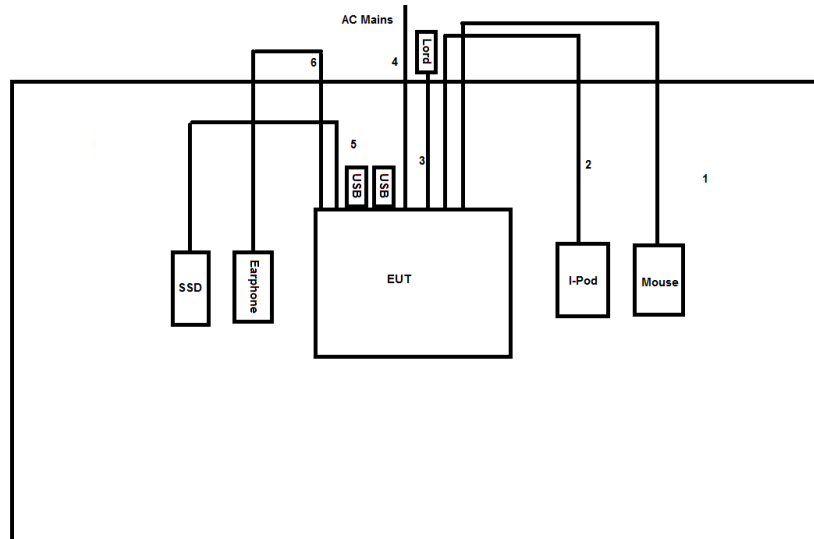 AC Mains
Lord
6
4
5
3
2
1
USB
USB
SSD
Earphone
EUT
I-Pod
Mouse